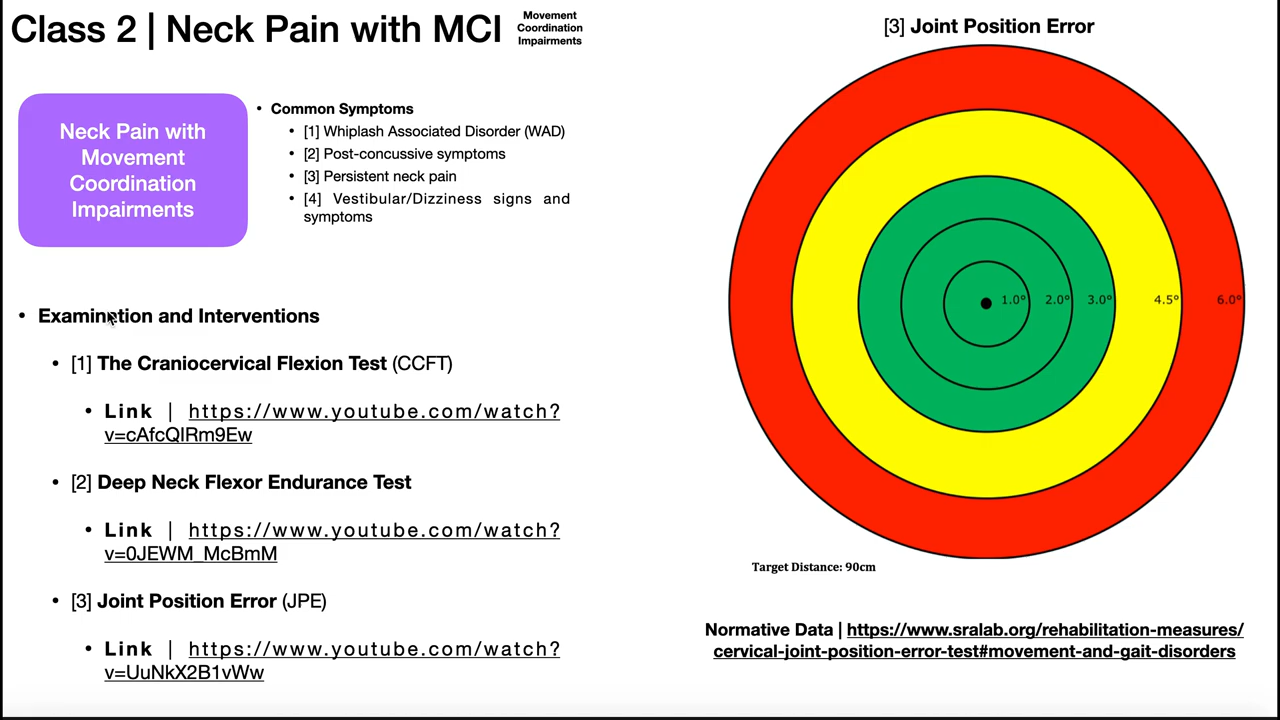 Class 2 | Neck Pain with MCI
Movement
Coordination
Impairments
Neck Pain with
Movement
Coordination
Impairments
• Common Symptoms
• [1] Whiplash Associated Disorder (WAD)
• [2] Post-concussive symptoms
• [3] Persistent neck pain
• [4] Vestibular/Dizziness signs and
symptoms
• Examination and Interventions
• [1] The Craniocervical Flexion Test (CCFT)
• Link | https://www.youtube.com/watch?
v=cAfcQIRm9Ew
• [2] Deep Neck Flexor Endurance Test
• Link | https://www.youtube.com/watch?
v=0JEWM_McBmM
• [3] Joint Position Error (JPE)
• Link | https://www.youtube.com/watch?
v=UuNkX2B1vWw
[3] Joint Position Error
1.0° 2.0° 3.0° 4.5° 6.0°
Target Distance: 90cm
Normative Data | https://www.sralab.org/rehabilitation-measures/
cervical-joint-position-error-test#movement-and-gait-disorders